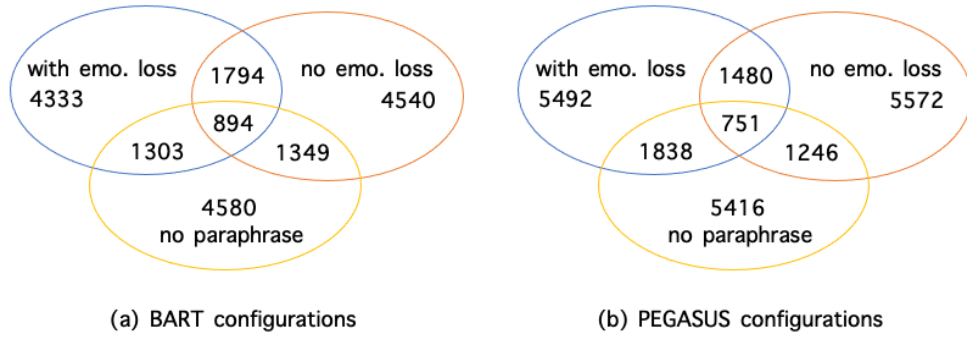 with emo. loss
4333
1794
no emo. loss
4540
894
1303
1349
4580
no paraphrase
(a) BART configurations
with emo. loss
5492
1480
no emo. loss
5572
751
1838
1246
5416
no paraphrase
(b) PEGASUS configurations